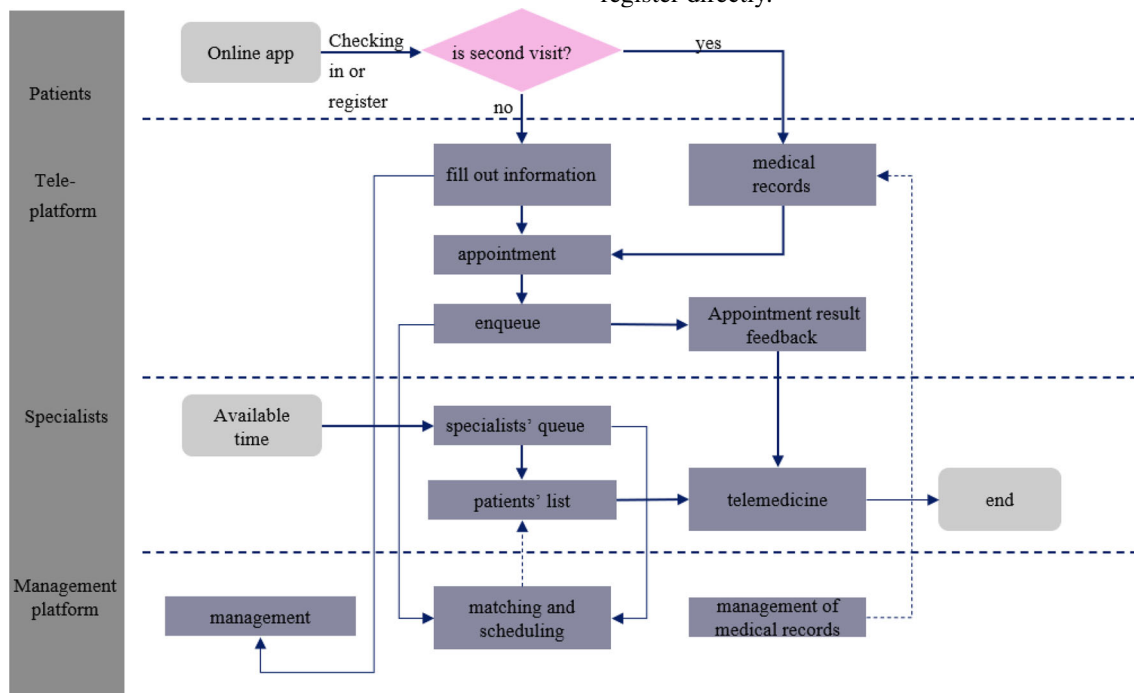 register directly.
Online app
Checking
in or
register
is second visit?
yes
no
Patients
Tele-
platform
fill out information
medical
records
appointment
enqueue
Appointment result
feedback
Specialists
Available
time
specialists’ queue
patients’ list
telemedicine
end
Management
platform
management
matching and
scheduling
management of
medical records